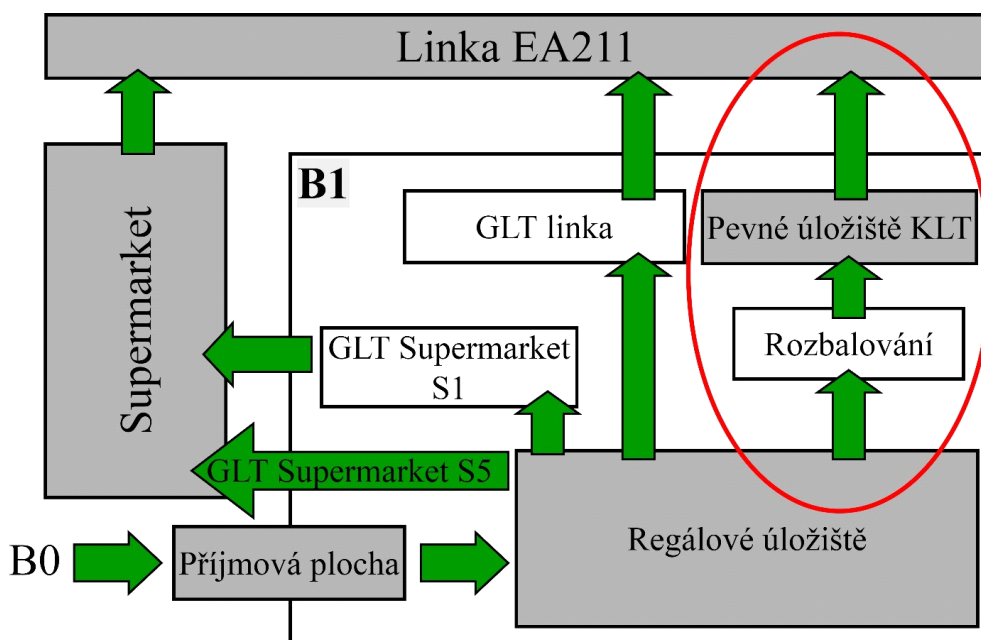 Linka EA211
B1
GLT linka
Pevné úložiště KLT
Supermarket
GLT Supermarket
S1
Rozbalování
GLT Supermarket S5
Regálové úložiště
B0
Příjmová plocha